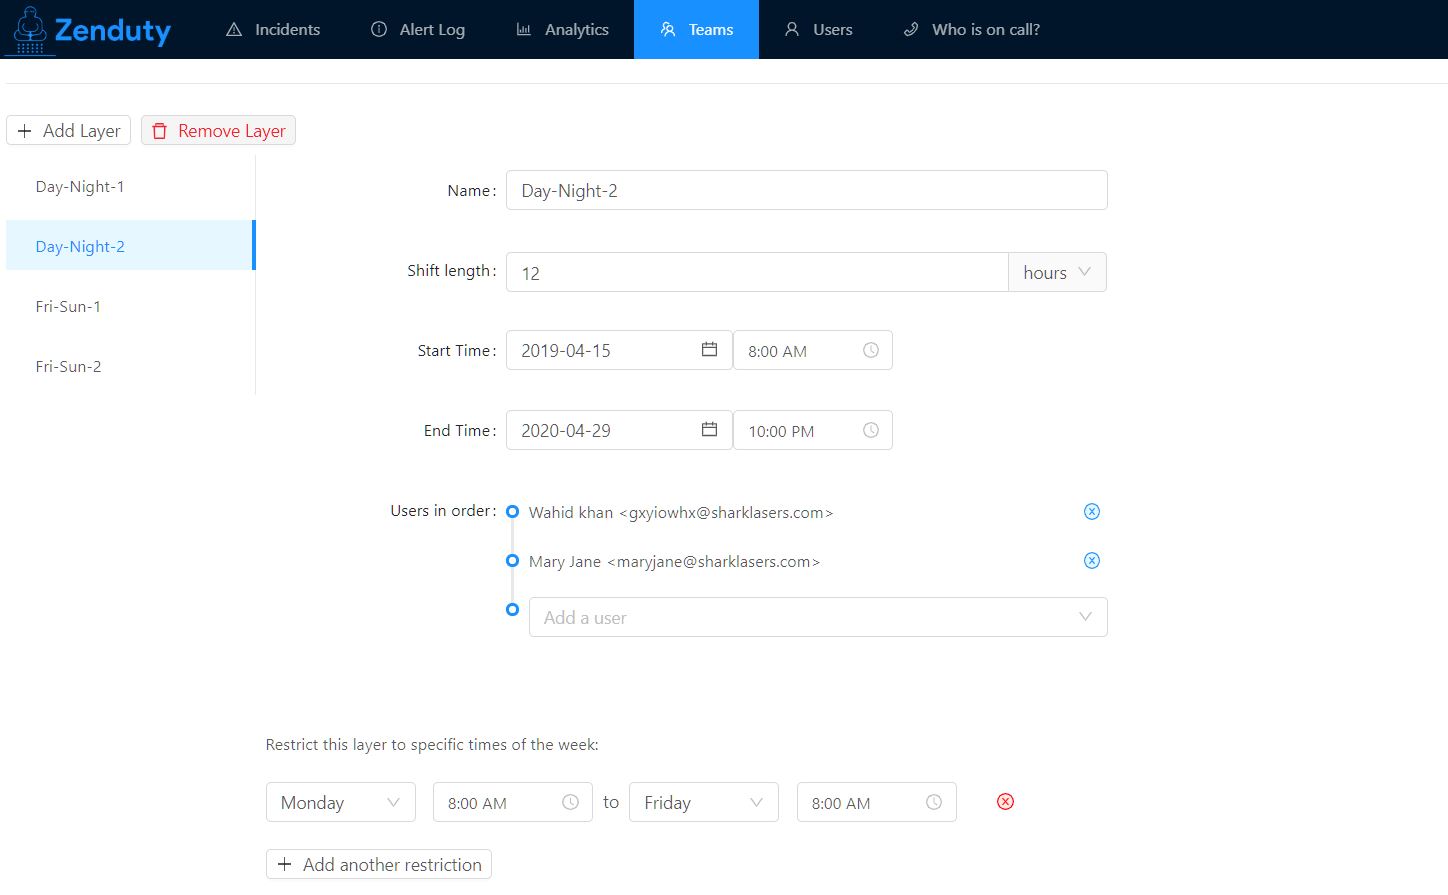 Zenduty Incidents Alert Log Analytics Teams Users Who is on call?
Add Layer Remove Layer
Day-Night-1
Day-Night-2
Fri-Sun-1
Fri-Sun-2
Name: Day-Night-2
Shift length: 12 hours
Start Time: 2019-04-15 8:00 AM
End Time: 2020-04-29 10:00 PM
Users in order: Wahid khan <gxyiowhx@sharklasers.com>
Mary Jane <maryjane@sharklasers.com>
Add a user
Restrict this layer to specific times of the week:
Monday 8:00 AM to Friday 8:00 AM
Add another restriction